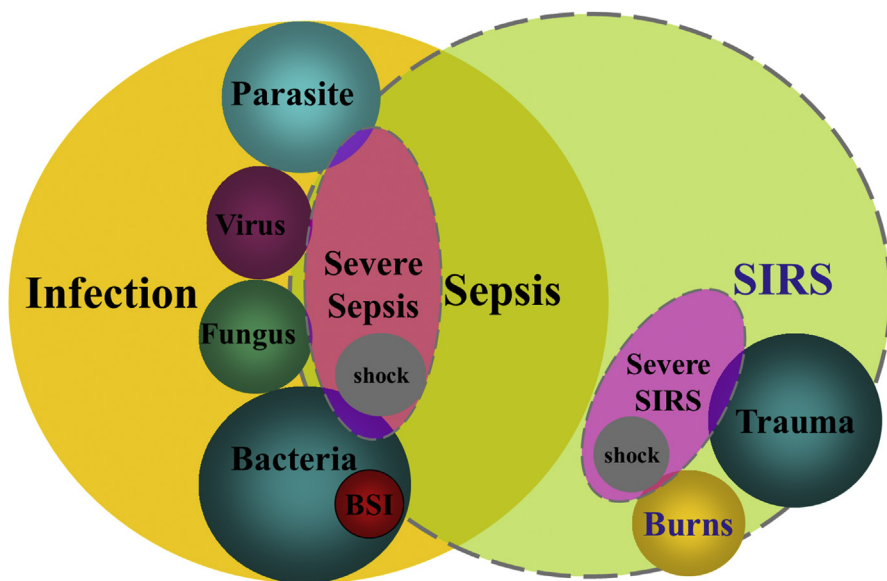 Parasite
Virus
Infection
Fungus
Bacteria
BSI
Severe
Sepsis
shock
Sepsis
SIRS
Severe
SIRS
shock
Trauma
Burns